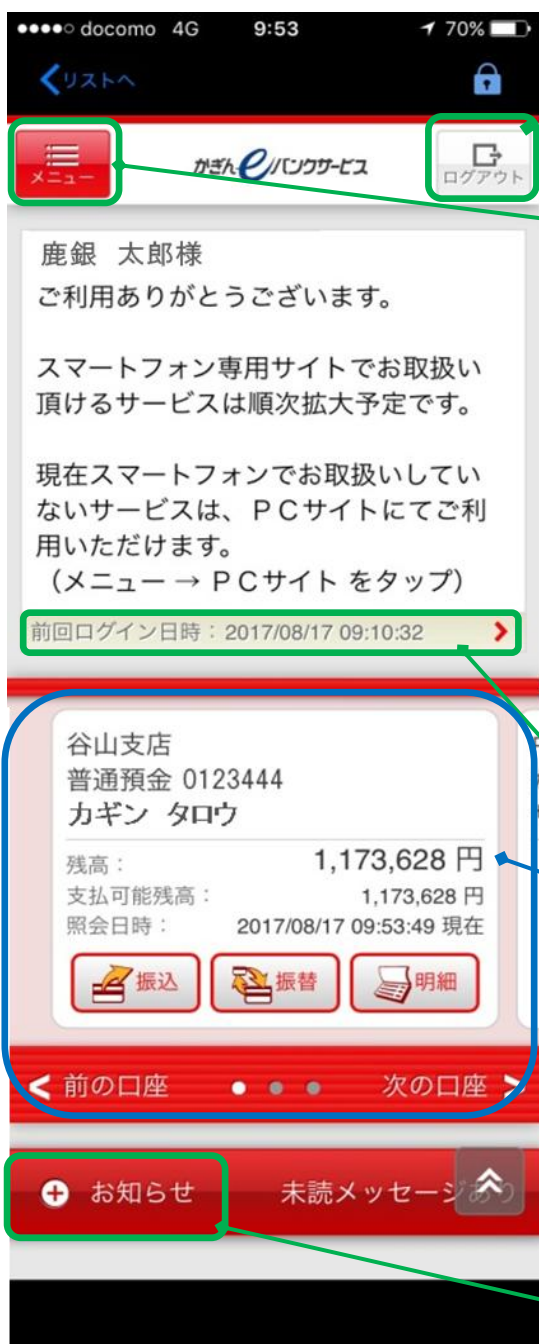 docomo 4G 9:53 70%
リストへ
メニュー かぎんeバンクサービス ログアウト
鹿銀 太郎様
ご利用ありがとうございます。
スマートフォン専用サイトでお取扱い
頂けるサービスは順次拡大予定です。
現在スマートフォンでお取扱いしてい
ないサービスは、ＰＣサイトにてご利
用いただけます。
（メニュー → ＰＣサイト をタップ）
前回ログイン日時：2017/08/17 09:10:32
谷山支店
普通預金 0123444
カギン タロウ
残高： 1,173,628 円
支払可能残高： 1,173,628 円
照会日時： 2017/08/17 09:53:49 現在
振込 振替 明細
前の口座 次の口座
お知らせ 未読メッセージあり